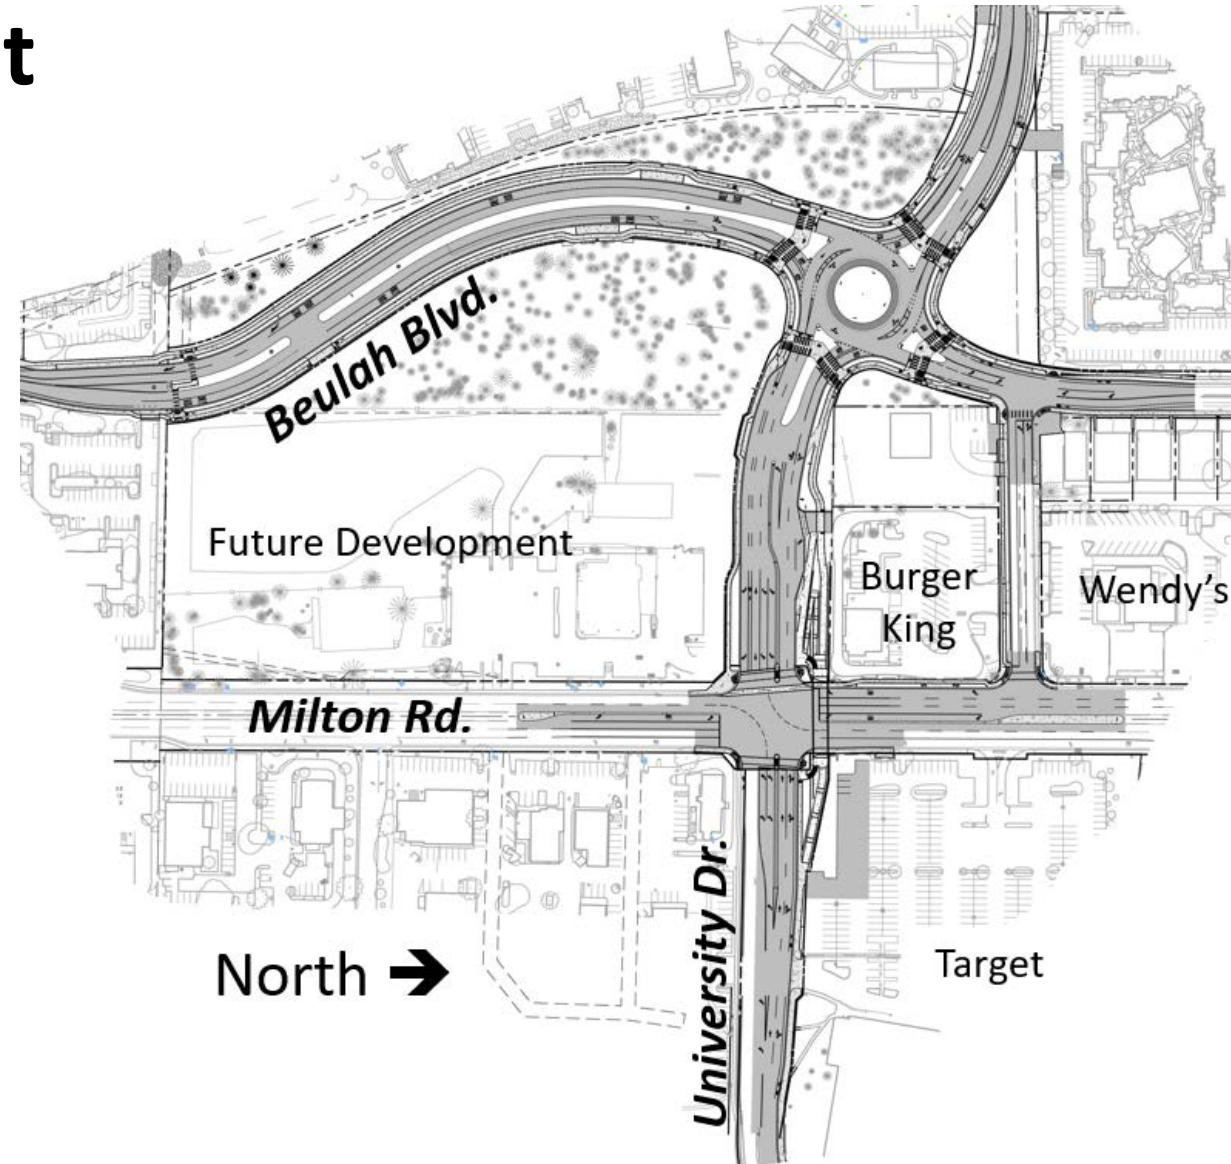 t
Beulah Blvd.
Future Development
Burger
King
Wendy's
Milton Rd.
University Dr.
North →
Target